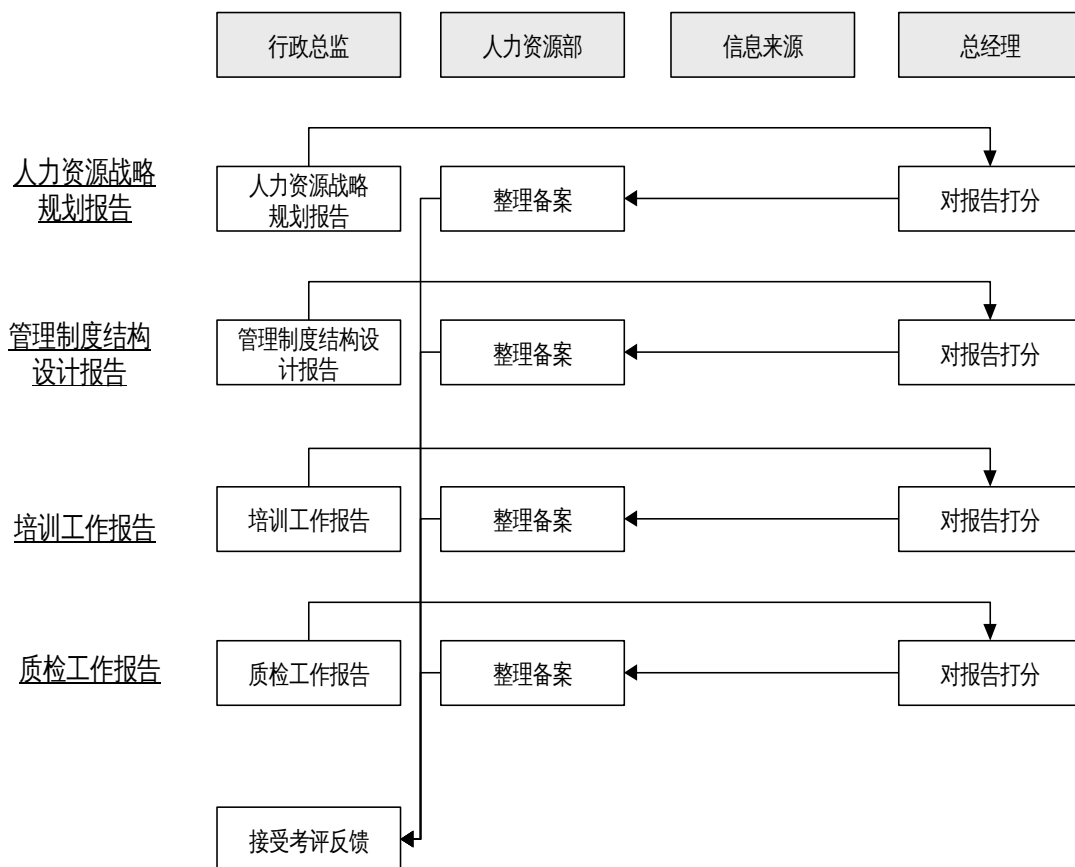 行政总监
人力资源部
信息来源
总经理
人力资源战略
规划报告
人力资源战略
规划报告
整理备案
对报告打分
管理制度结构
设计报告
管理制度结构设
计报告
整理备案
对报告打分
培训工作报告
培训工作报告
整理备案
对报告打分
质检工作报告
质检工作报告
整理备案
对报告打分
接受考评反馈